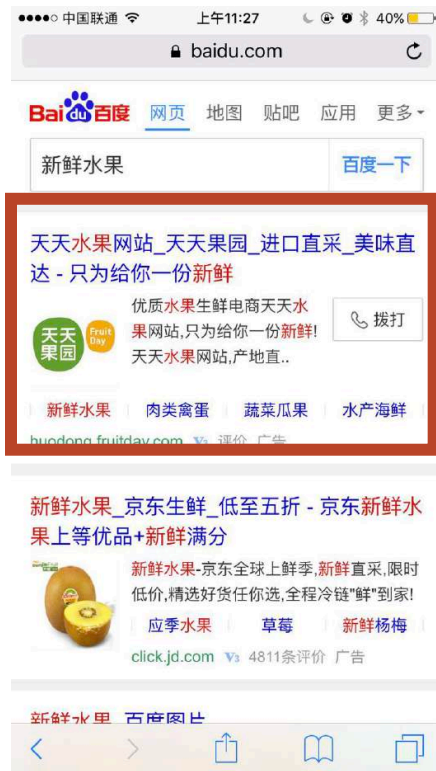 中国联通 上午11:27 40%
baidu.com
Bai百度 网页 地图 贴吧 应用 更多
新鲜水果 百度一下
天天水果网站_天天果园_进口直采_美味直
达 - 只为给你一份新鲜
天天果园 Fruit Day
优质水果生鲜电商天天水
果网站,只为给你一份新鲜!
天天水果网站,产地直..
拨打
新鲜水果 肉类禽蛋 蔬菜瓜果 水产海鲜
huodong.fruitday.com V3 评价 广告
新鲜水果_京东生鲜_低至五折 - 京东新鲜水
果上等优品+新鲜满分
新鲜水果-京东全球上鲜季,新鲜直采,限时
低价,精选好货任你选,全程冷链"鲜"到家!
应季水果 草莓 新鲜杨梅
click.jd.com V3 4811条评价 广告
新鲜水果_百度图片